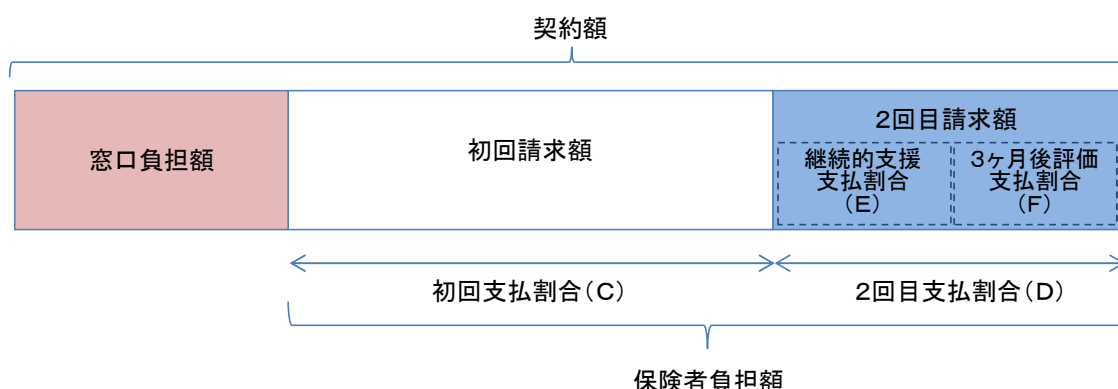 契約額
窓口負担額
初回請求額
2回目請求額
継続的支援
支払割合
(E)
3ヶ月後評価
支払割合
(F)
初回支払割合(C)
2回目支払割合(D)
保険者負担額